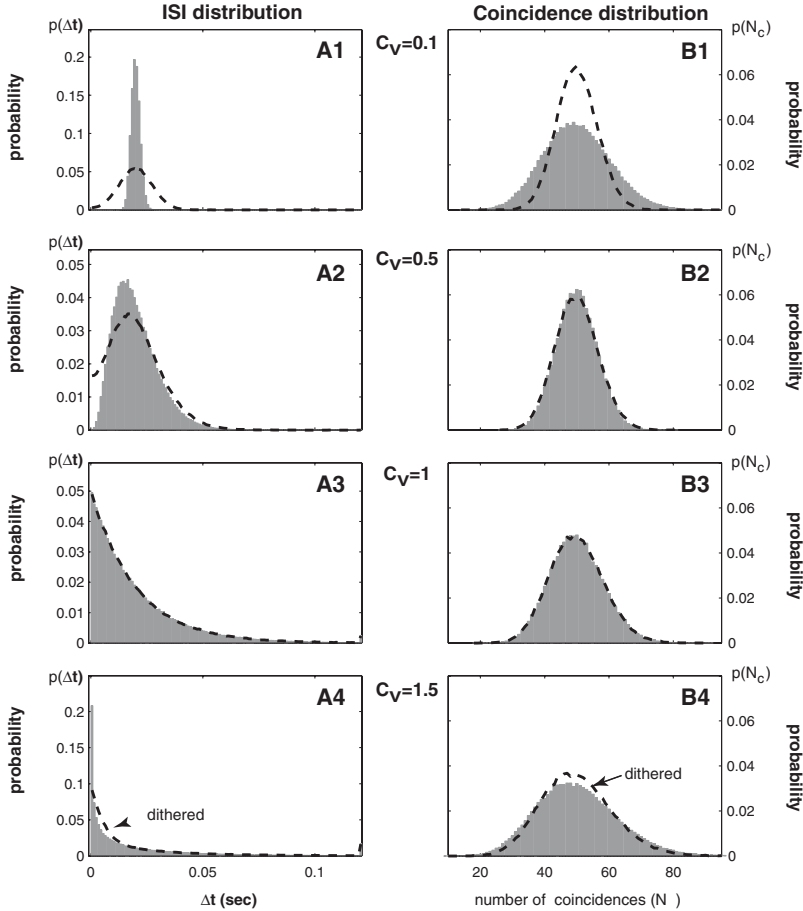 ISI distribution
Coincidence distribution
p(Δt)
A1
C_V=0.1
B1
p(N_c)
0.2
0.15
0.1
0.05
0
0.06
0.04
0.02
0
probability
probability
p(Δt)
A2
C_V=0.5
B2
p(N_c)
0.05
0.04
0.03
0.02
0.01
0
0.06
0.04
0.02
0
probability
probability
p(Δt)
A3
C_V=1
B3
p(N_c)
0.05
0.04
0.03
0.02
0.01
0
0.06
0.04
0.02
0
probability
probability
p(Δt)
A4
C_V=1.5
B4
p(N_c)
0.2
0.15
0.1
0.05
0
dithered
dithered
0.06
0.04
0.02
0
probability
probability
0 0.05 0.1
20 40 60 80
Δt (sec)
number of coincidences (N )